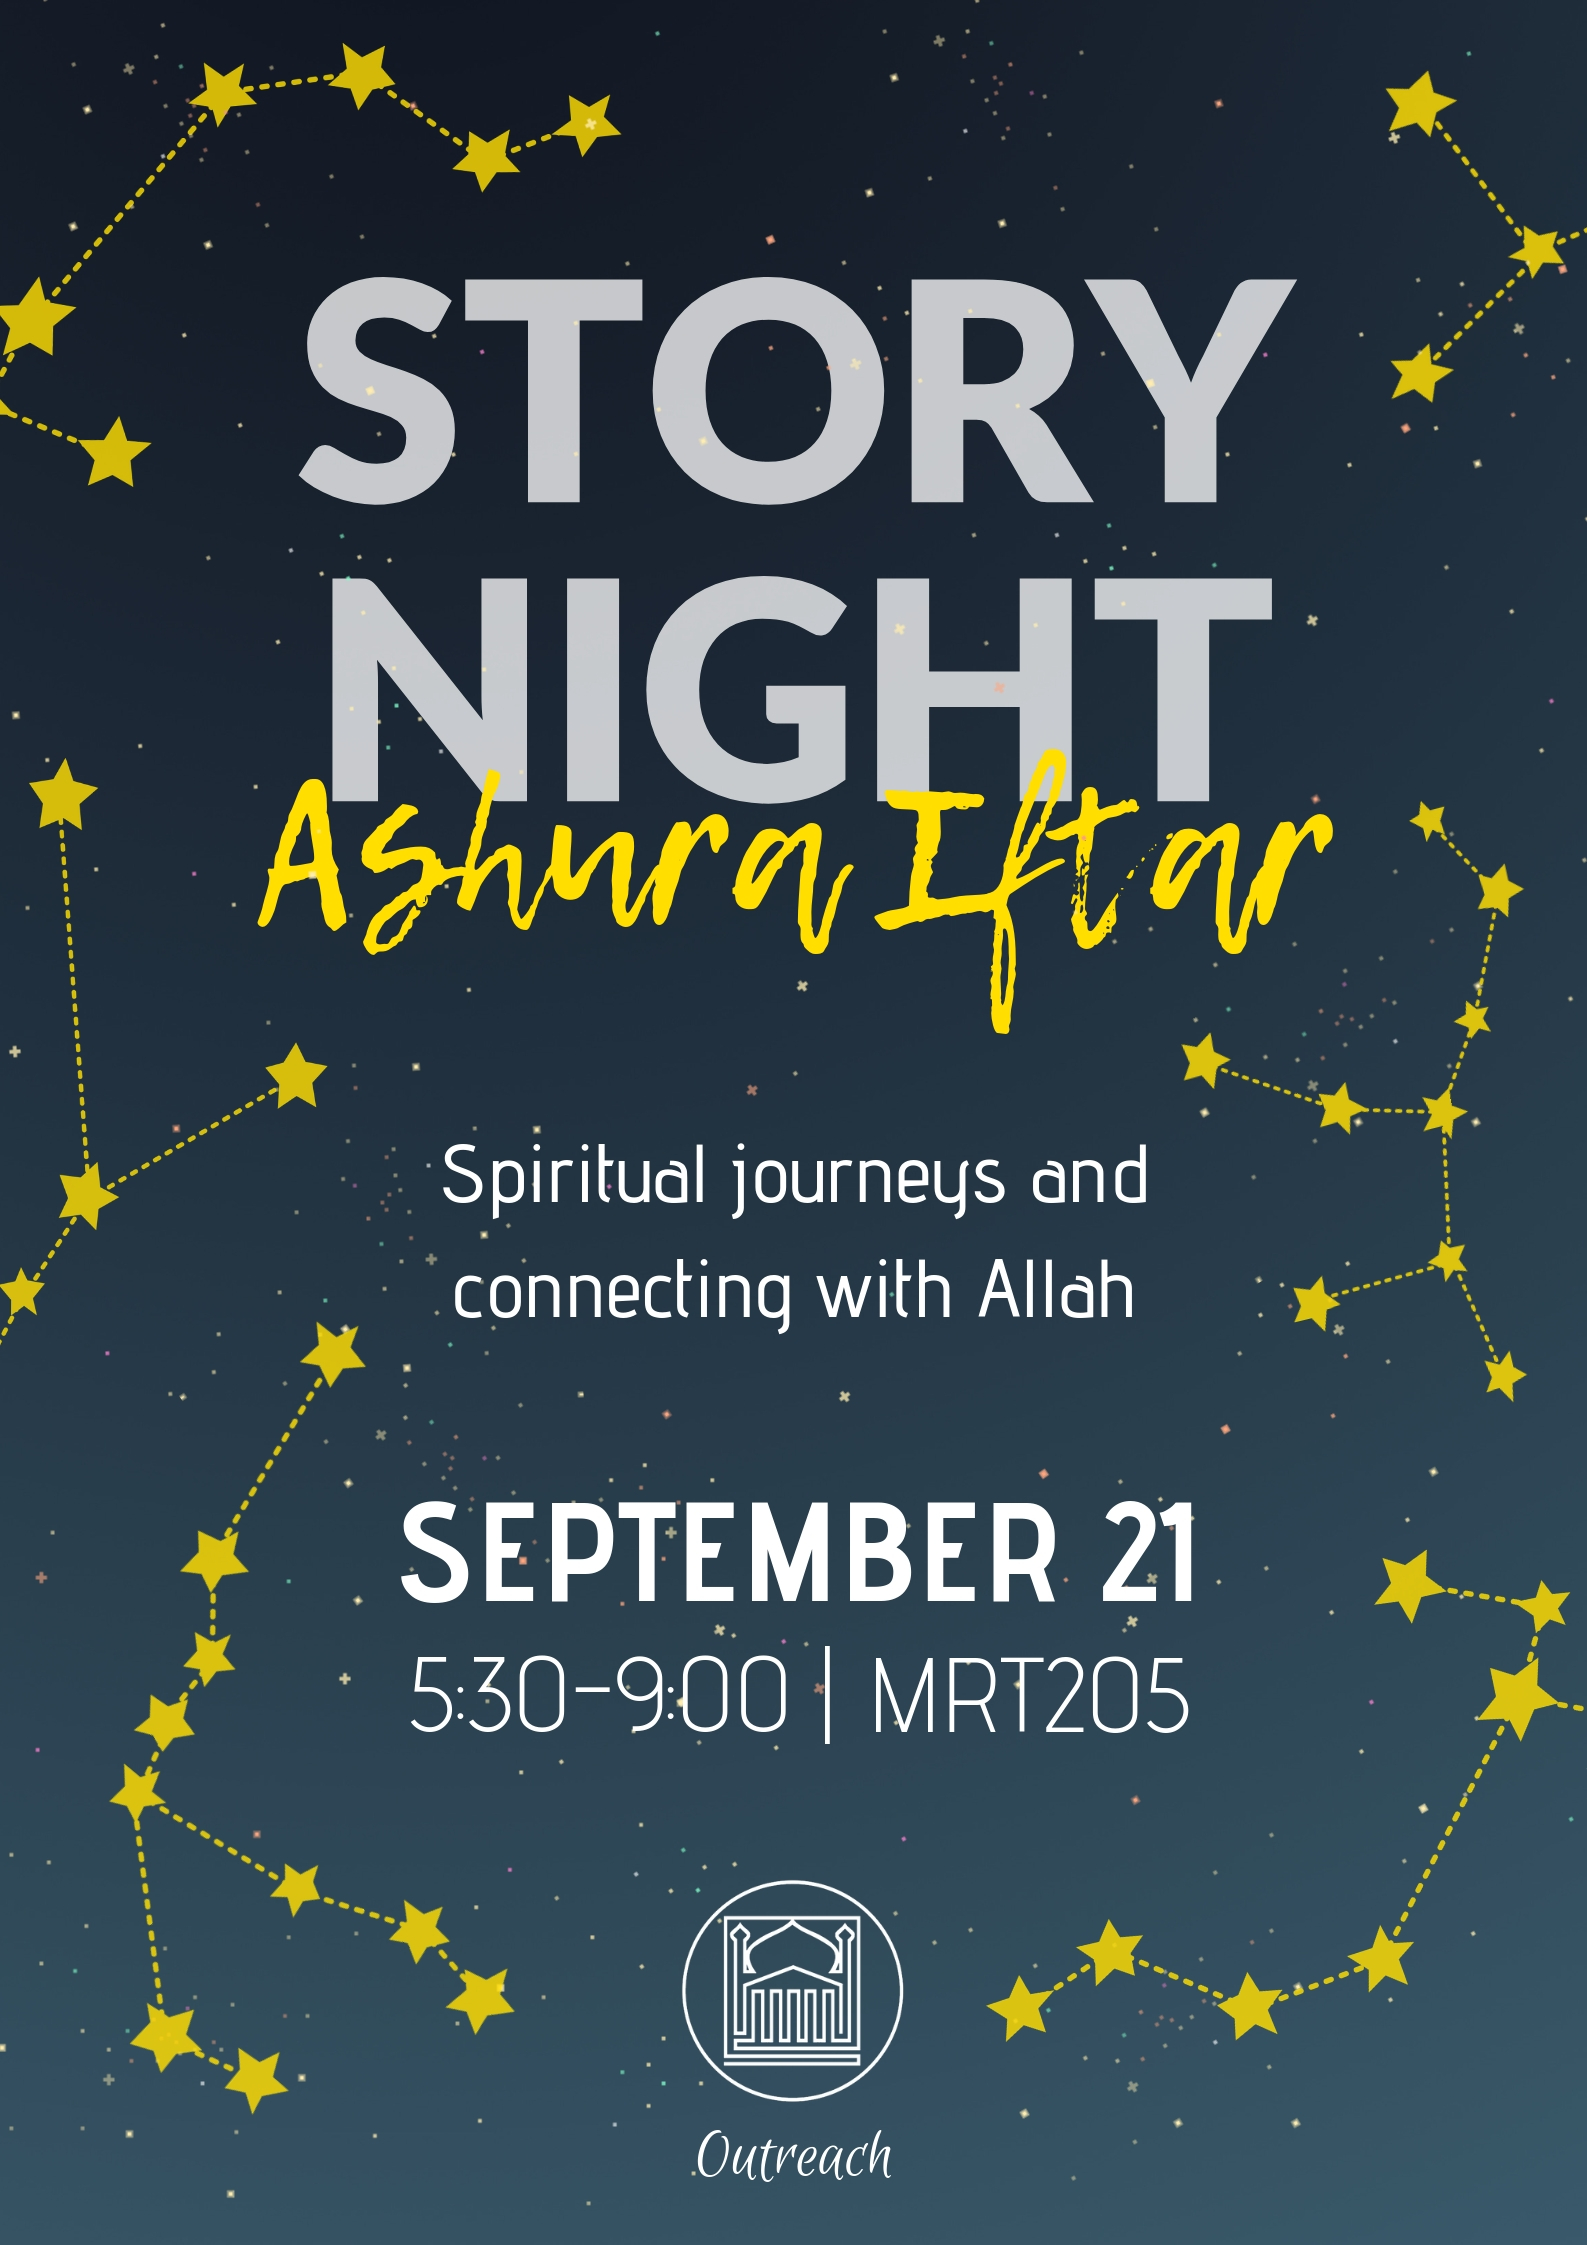 STORY
NIGHT
Ashura Iftar
Spiritual journeys and
connecting with Allah
SEPTEMBER 21
5:30-9:00 | MRT205
Outreach